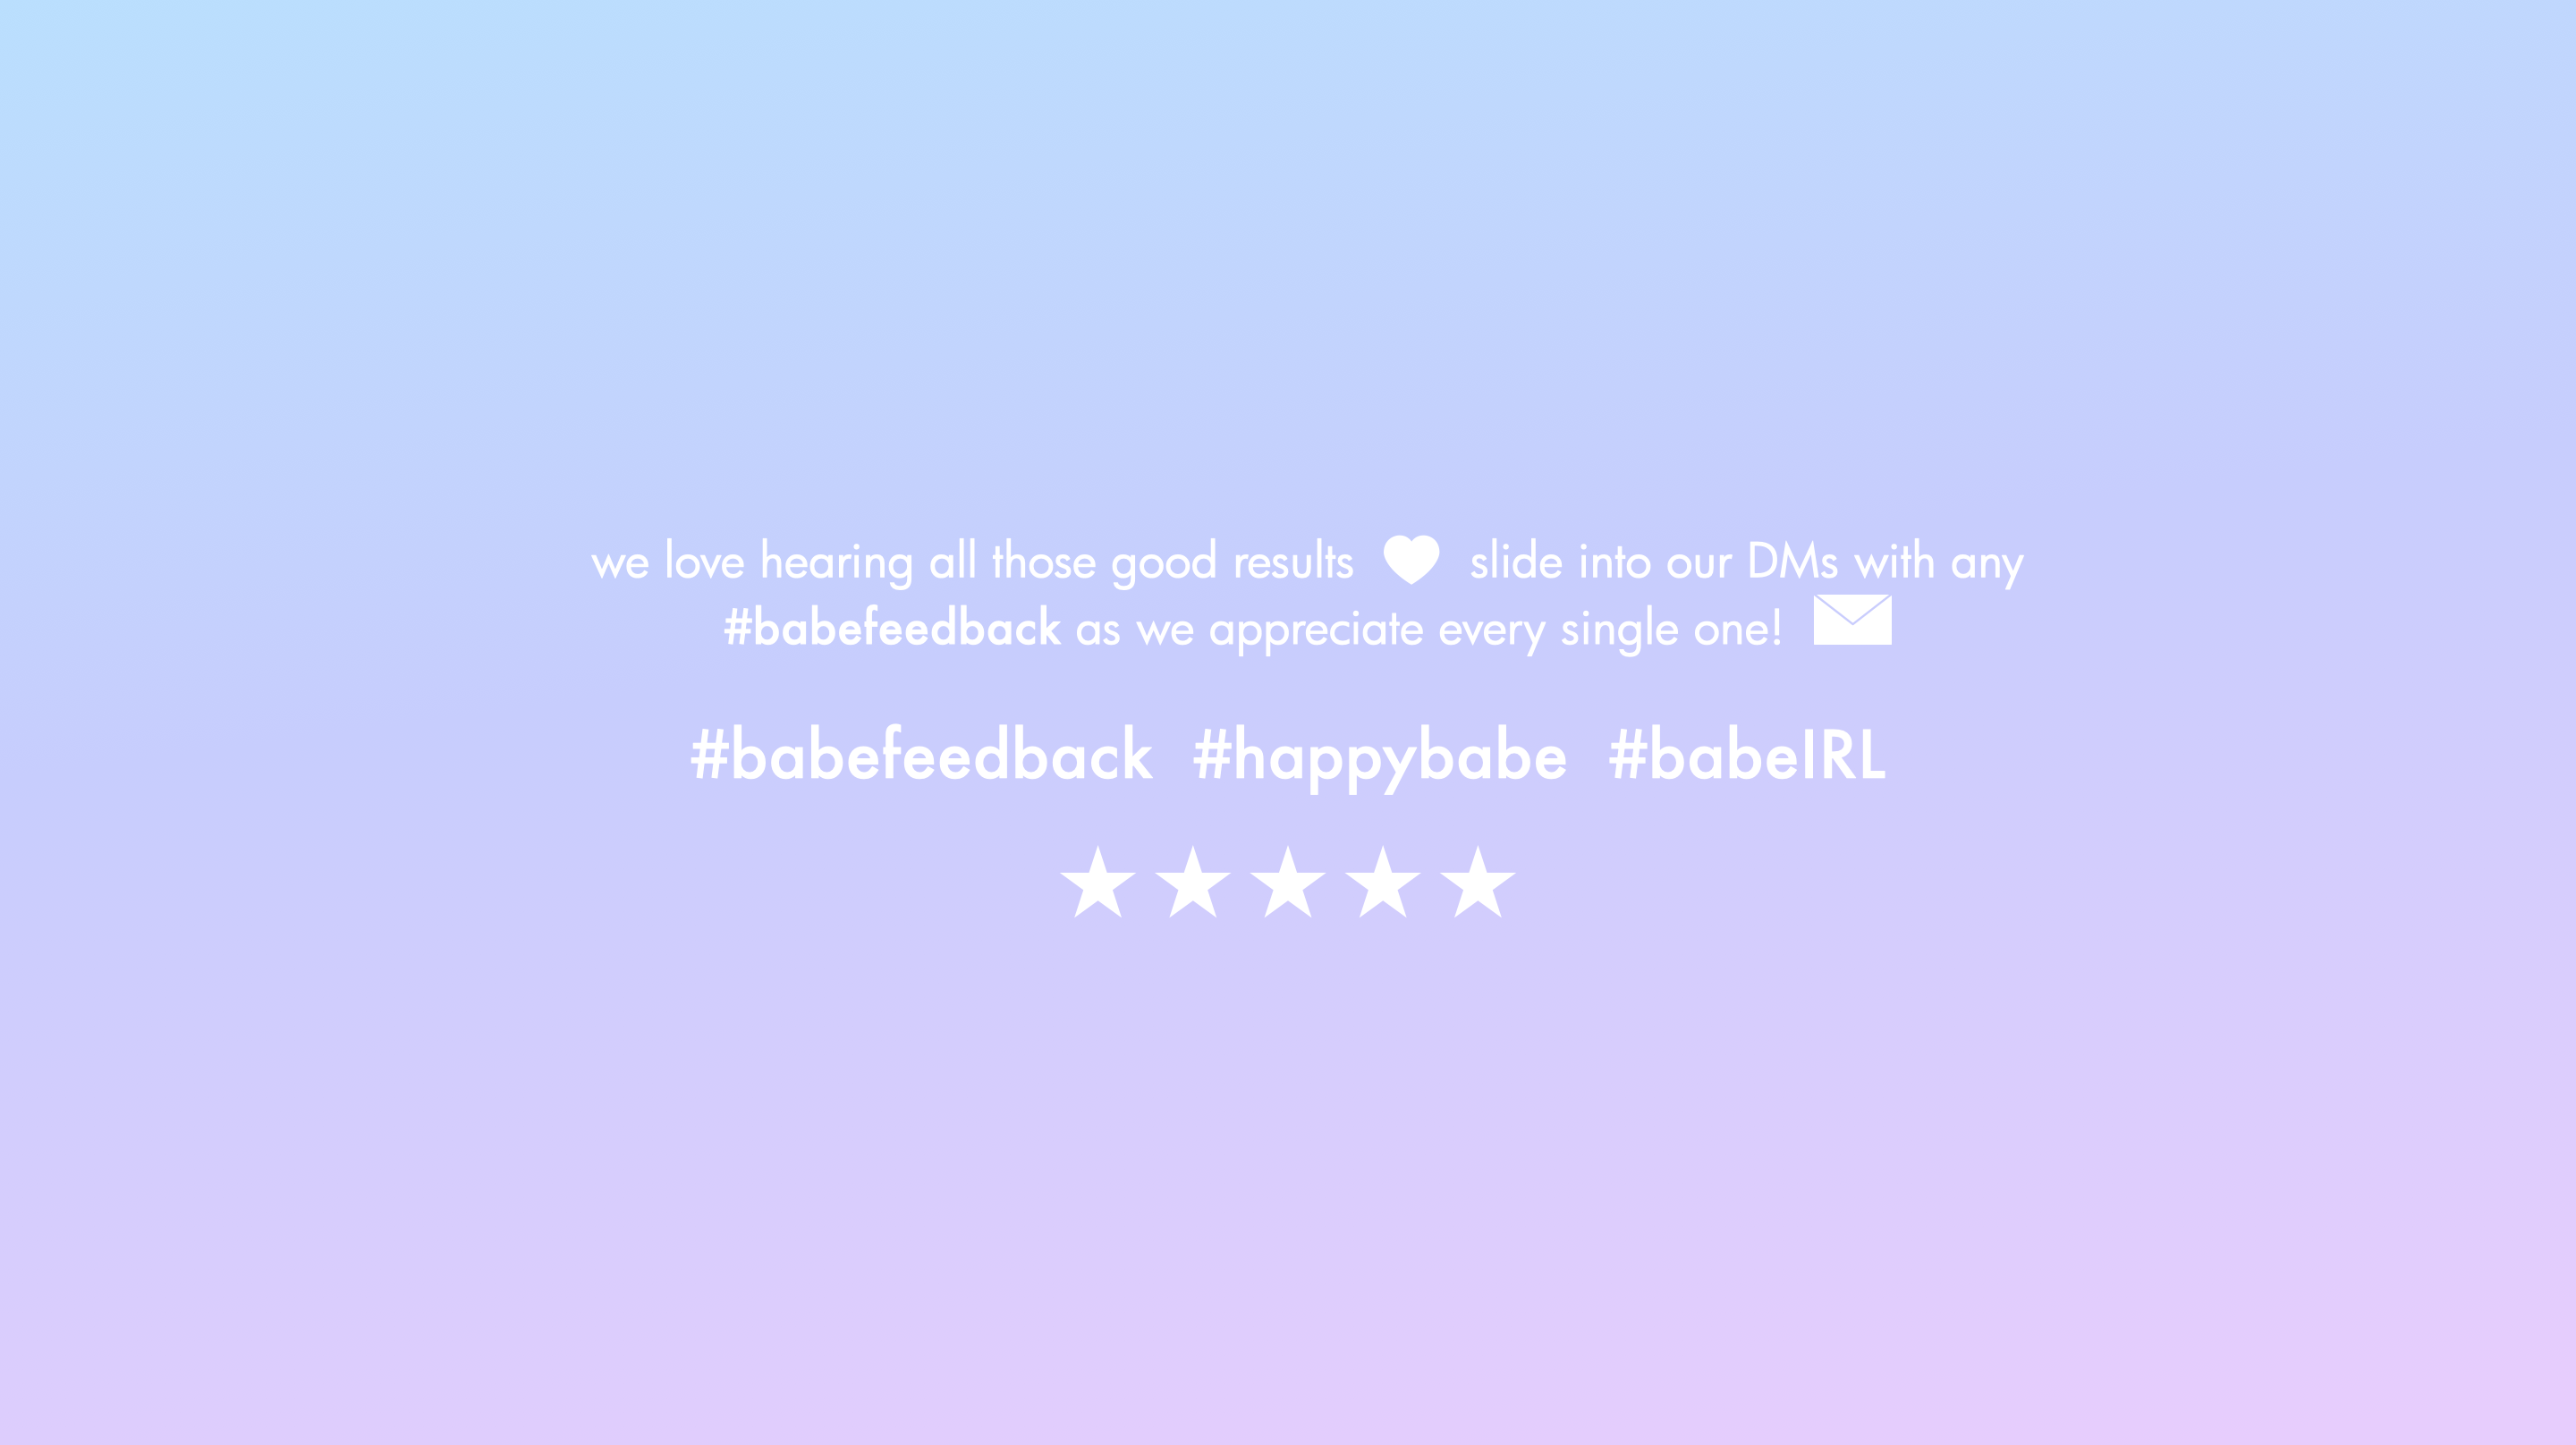 we love hearing all those good results slide into our DMs with any
#babefeedback as we appreciate every single one!
#babefeedback #happybabe #babeIRL